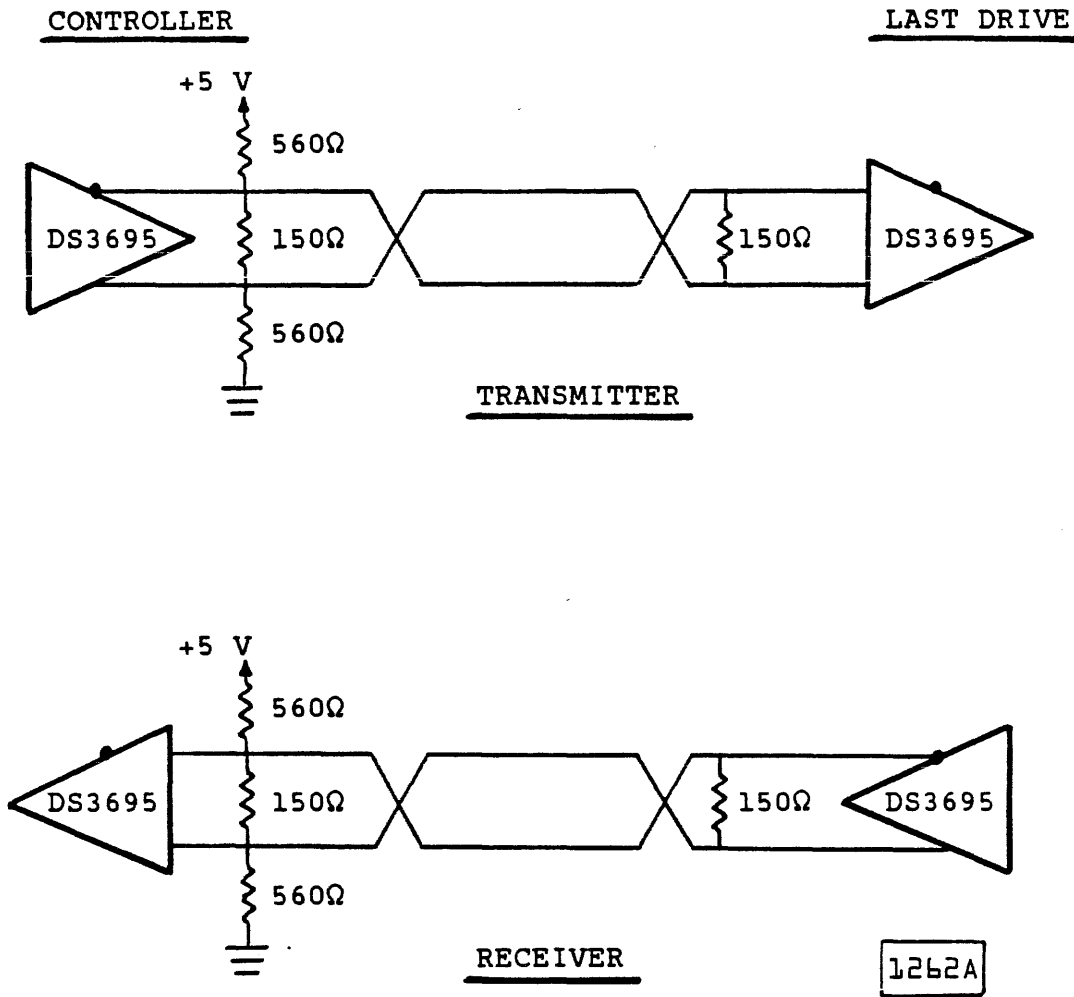 CONTROLLER
LAST DRIVE
+5 V
560Ω
DS3695
150Ω
150Ω
DS3695
560Ω
TRANSMITTER
+5 V
560Ω
DS3695
150Ω
150Ω
DS3695
560Ω
RECEIVER
1262A